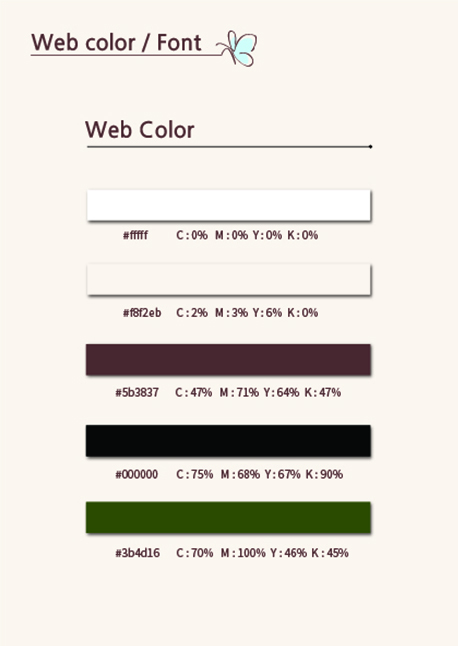 Web color / Font
Web Color
#fffff C : 0% M : 0% Y : 0% K : 0%
#f8f2eb C : 2% M : 3% Y : 6% K : 0%
#5b3837 C : 47% M : 71% Y : 64% K : 47%
#000000 C : 75% M : 68% Y : 67% K : 90%
#3b4d16 C : 70% M : 100% Y : 46% K : 45%